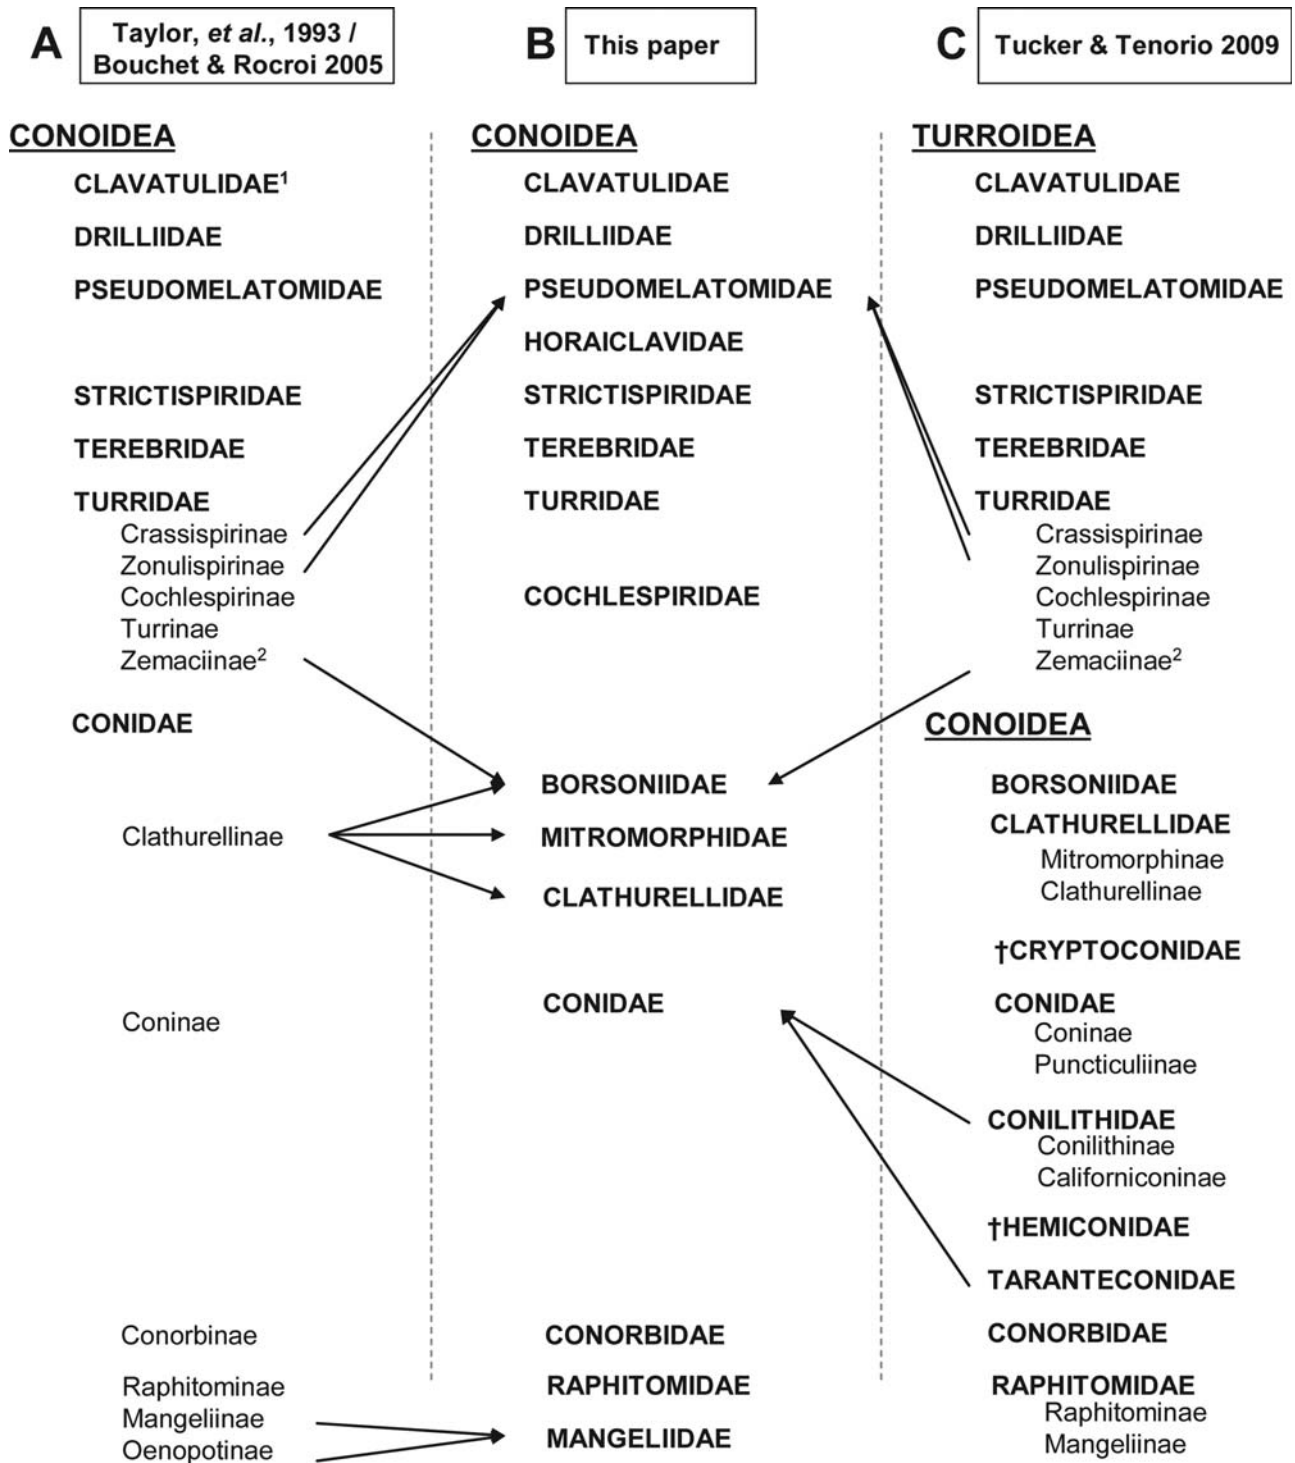 A
Taylor, et al., 1993 /
Bouchet & Rocroi 2005
CONOIDEA
CLAVATULIDAE¹
DRILLIIDAE
PSEUDOMELATOMIDAE
STRICTISPIRIDAE
TEREBRIDAE
TURRIDAE
Crassispirinae
Zonulispirinae
Cochlespirinae
Turrinae
Zemaciinae²
CONIDAE
Clathurellinae
Coninae
Conorbinae
Raphitominae
Mangeliinae
Oenopotinae
B
This paper
CONOIDEA
CLAVATULIDAE
DRILLIIDAE
PSEUDOMELATOMIDAE
HORAICLAVIDAE
STRICTISPIRIDAE
TEREBRIDAE
TURRIDAE
COCHLESPIRIDAE
BORSONIIDAE
MITROMORPHIDAE
CLATHURELLIDAE
CONIDAE
CONORBIDAE
RAPHITOMIDAE
MANGELIIDAE
C
Tucker & Tenorio 2009
TURROIDEA
CLAVATULIDAE
DRILLIIDAE
PSEUDOMELATOMIDAE
STRICTISPIRIDAE
TEREBRIDAE
TURRIDAE
Crassispirinae
Zonulispirinae
Cochlespirinae
Turrinae
Zemaciinae²
CONOIDEA
BORSONIIDAE
CLATHURELLIDAE
Mitromorphinae
Clathurellinae
†CRYPTOCONIDAE
CONIDAE
Coninae
Puncticuliinae
CONILITHIDAE
Conilithinae
Californiconinae
†HEMICONIDAE
TARANTECONIDAE
CONORBIDAE
RAPHITOMIDAE
Raphitominae
Mangeliinae